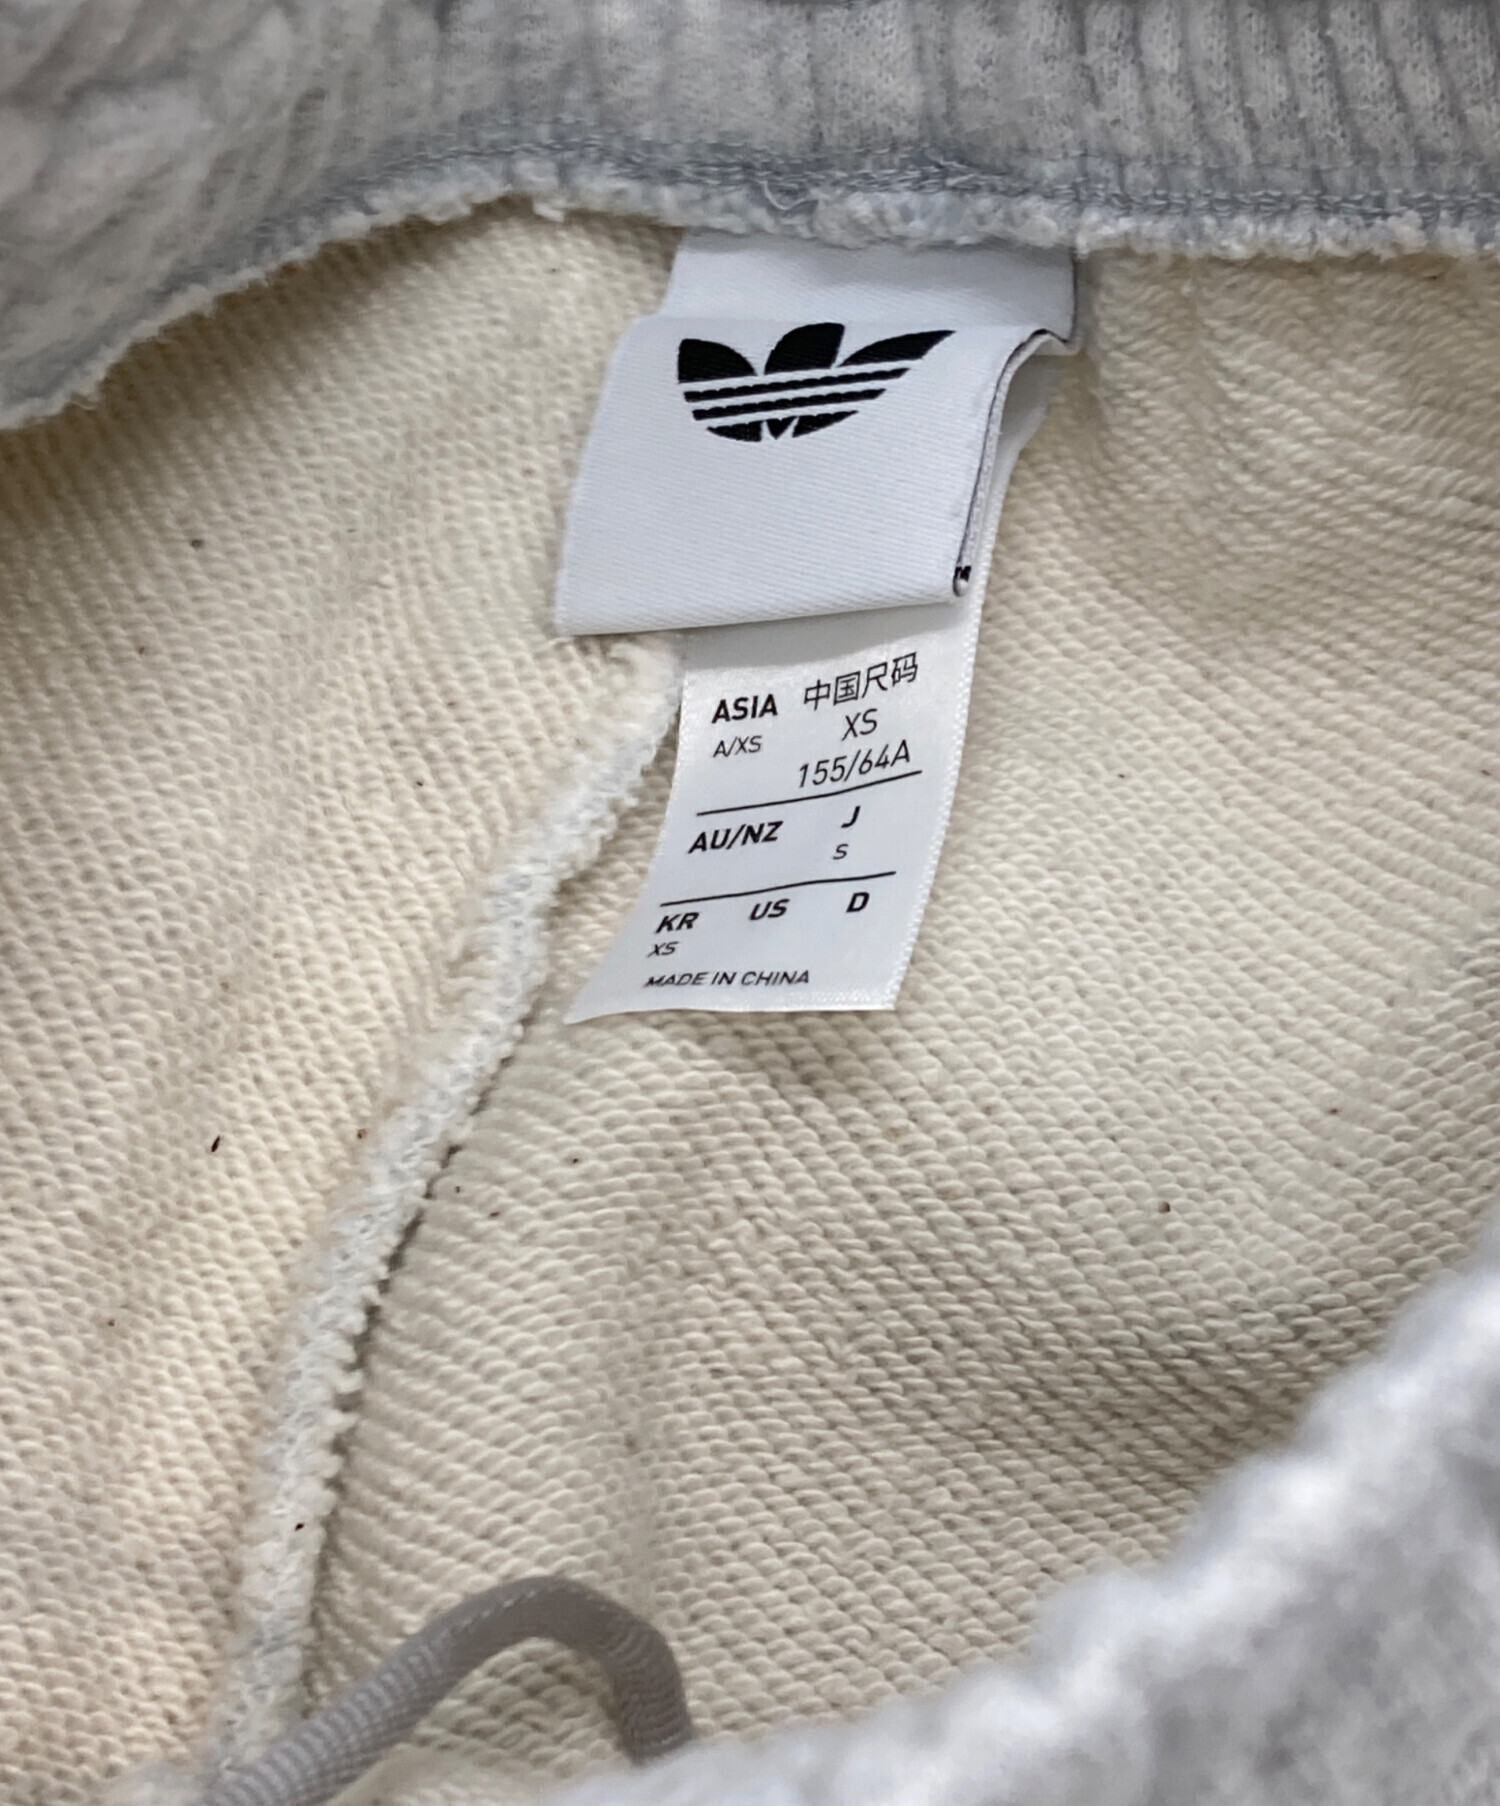 ASIA 中国尺码
A/XS XS
155/64A
AU/NZ J
S
KR US D
XS
MADE IN CHINA